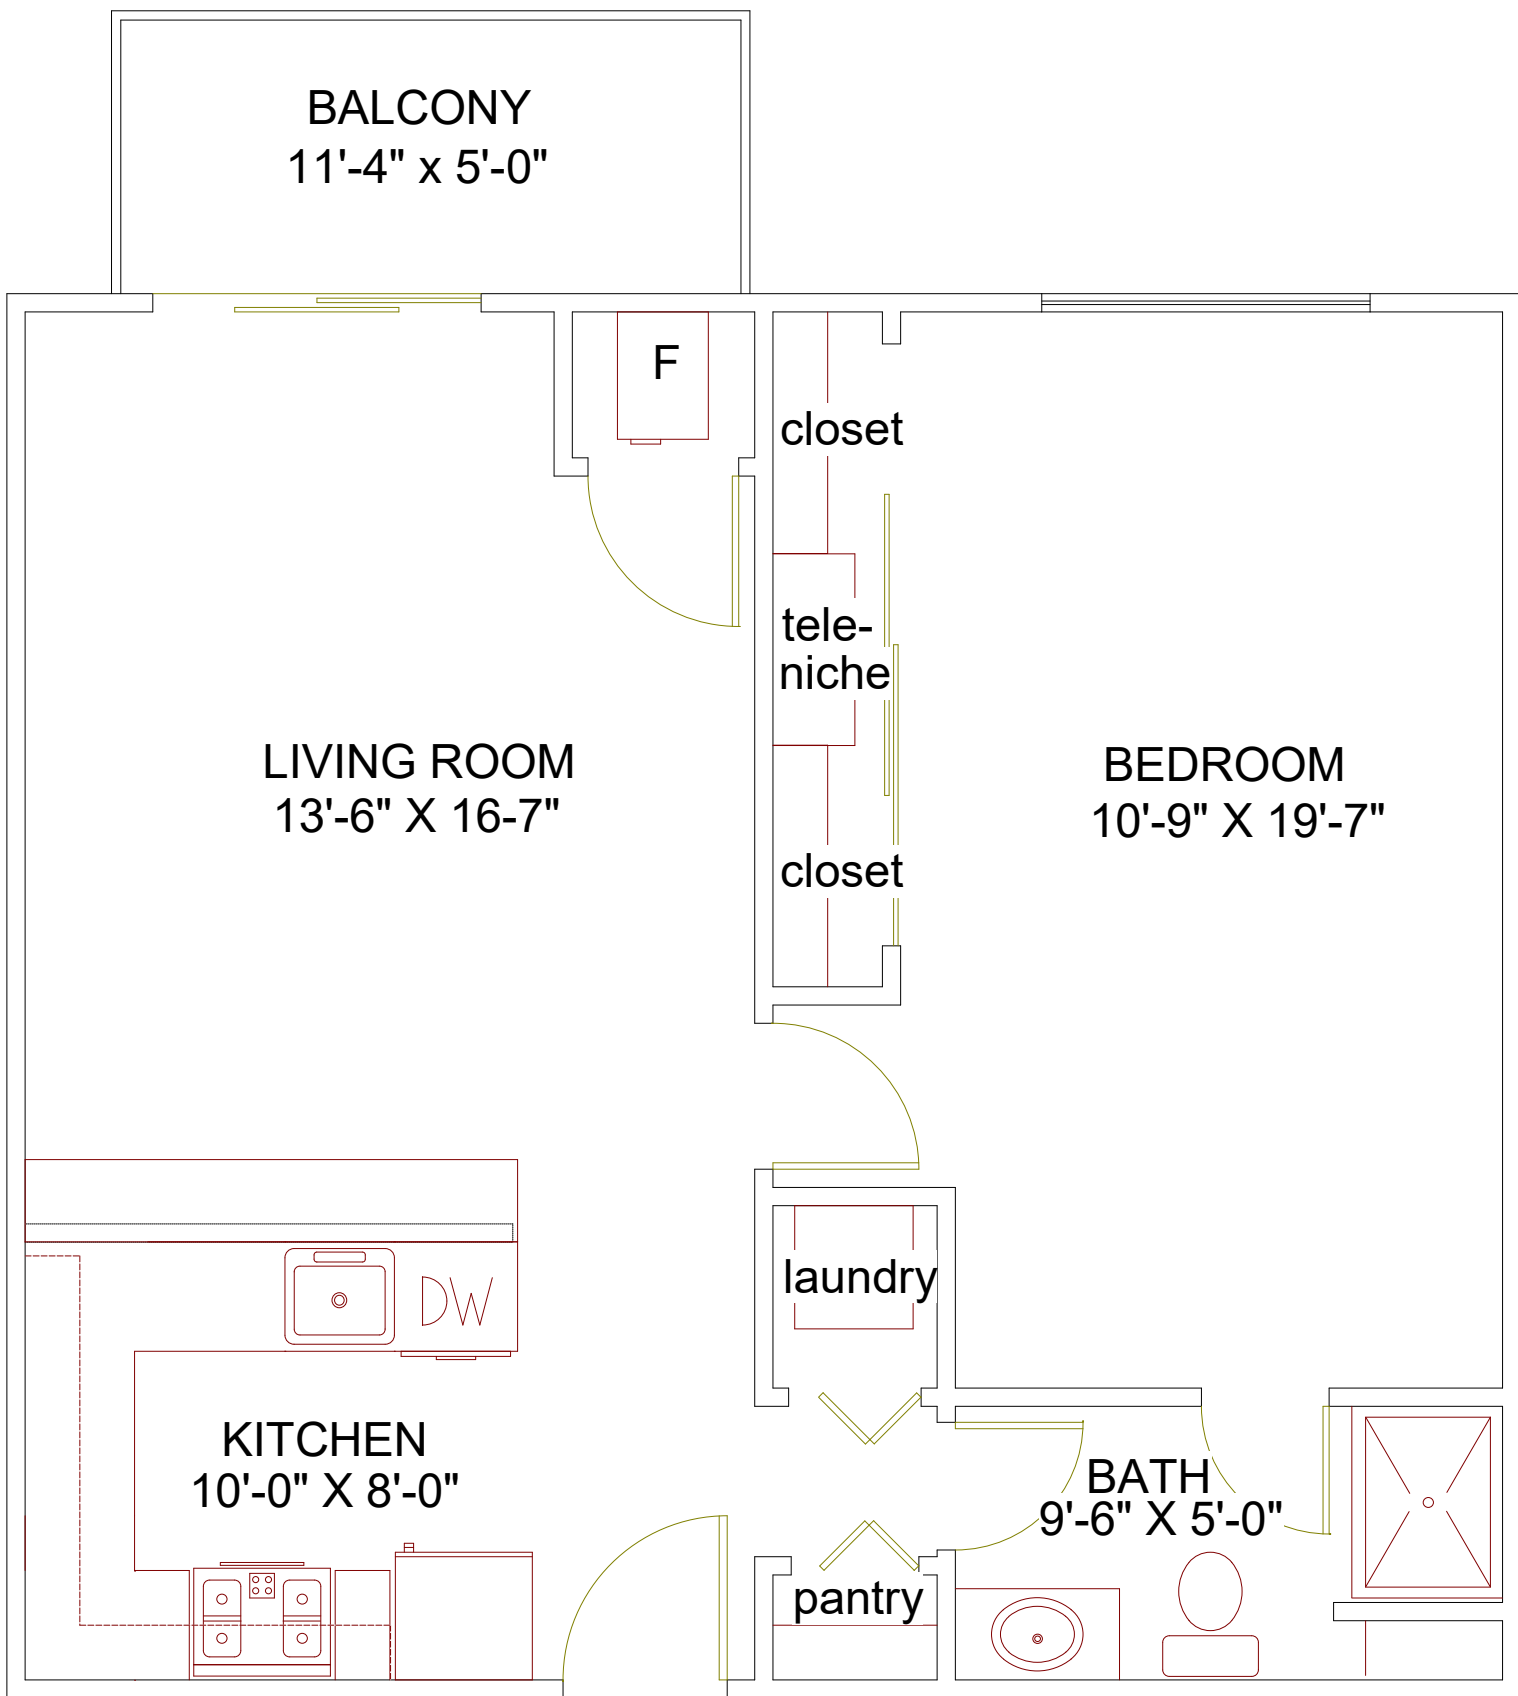 BALCONY
11'-4" x 5'-0"
F
closet
tele-
niche
LIVING ROOM
13'-6" X 16-7"
BEDROOM
10'-9" X 19'-7"
closet
laundry
DW
KITCHEN
10'-0" X 8'-0"
BATH
9'-6" X 5'-0"
pantry